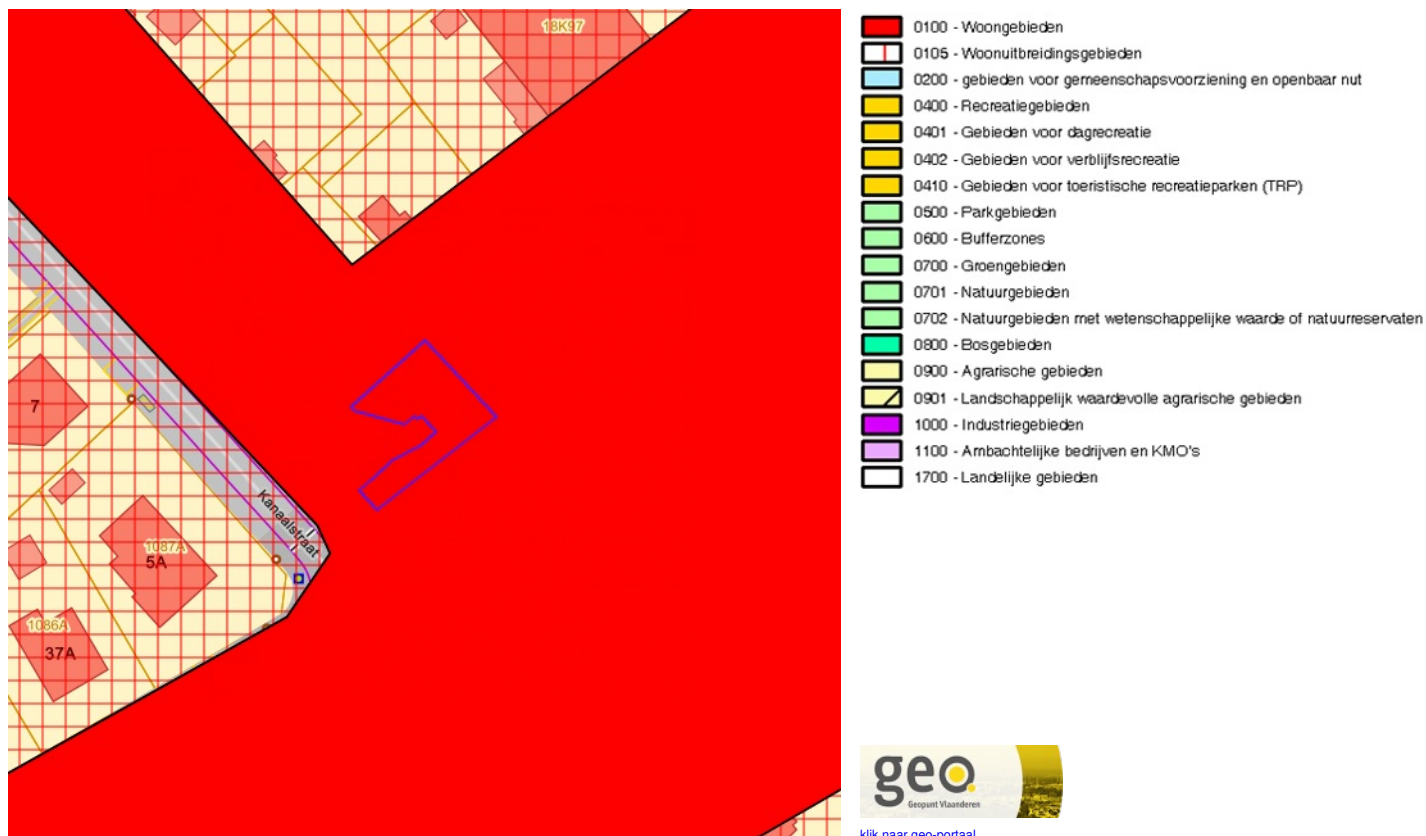 18K97
7
Kanaalstraat
1087A
5A
1086A
37A
0100 - Woongebieden
0105 - Woonuitbreidingsgebieden
0200 - gebieden voor gemeenschapsvoorziening en openbaar nut
0400 - Recreatiegebieden
0401 - Gebieden voor dagrecreatie
0402 - Gebieden voor verblijfsrecreatie
0410 - Gebieden voor toeristische recreatieparken (TRP)
0500 - Parkgebieden
0600 - Bufferzones
0700 - Groengebieden
0701 - Natuurgebieden
0702 - Natuurgebieden met wetenschappelijke waarde of natuurreservaten
0800 - Bosgebieden
0900 - Agrarische gebieden
0901 - Landschappelijk waardevolle agrarische gebieden
1000 - Industriegebieden
1100 - Ambachtelijke bedrijven en KMO's
1700 - Landelijke gebieden
geo
Geopunt Vlaanderen
klik naar geo-portaal